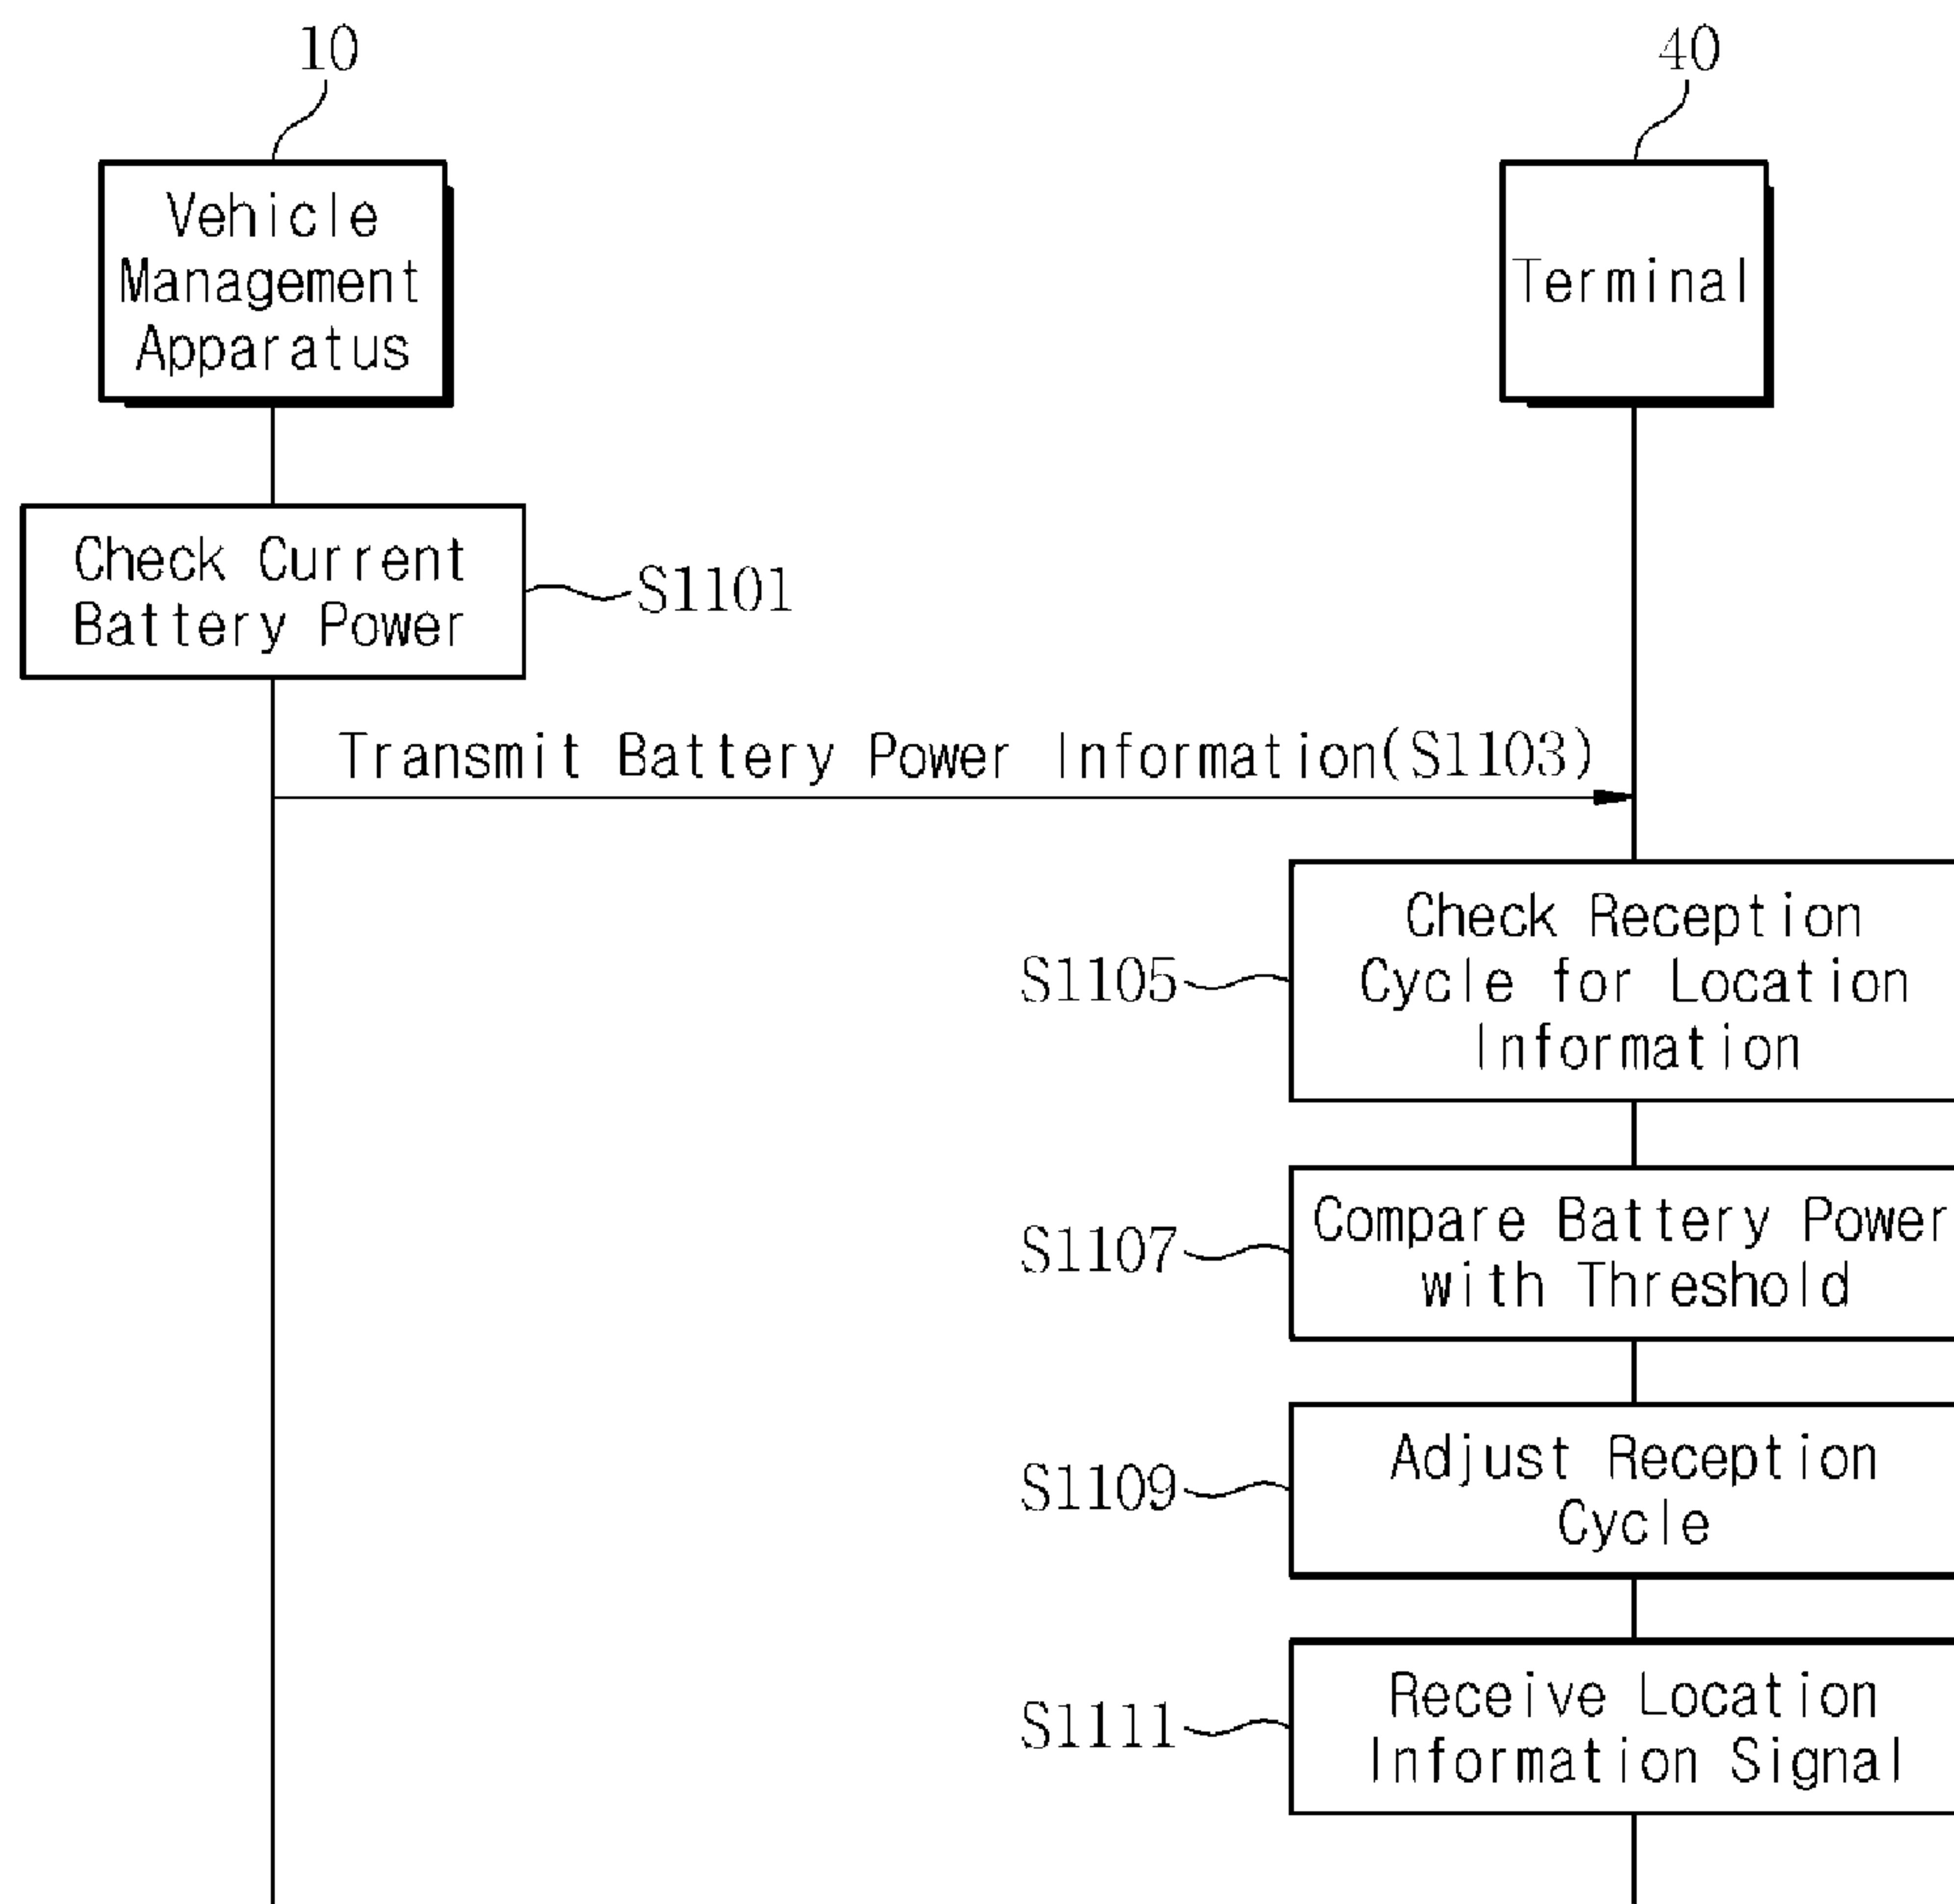 10
40
Vehicle
Management
Apparatus
Terminal
Check Current
Battery Power
S1101
Transmit Battery Power Information(S1103)
Check Reception
Cycle for Location
Information
S1105
Compare Battery Power
with Threshold
S1107
Adjust Reception
Cycle
S1109
Receive Location
Information Signal
S1111